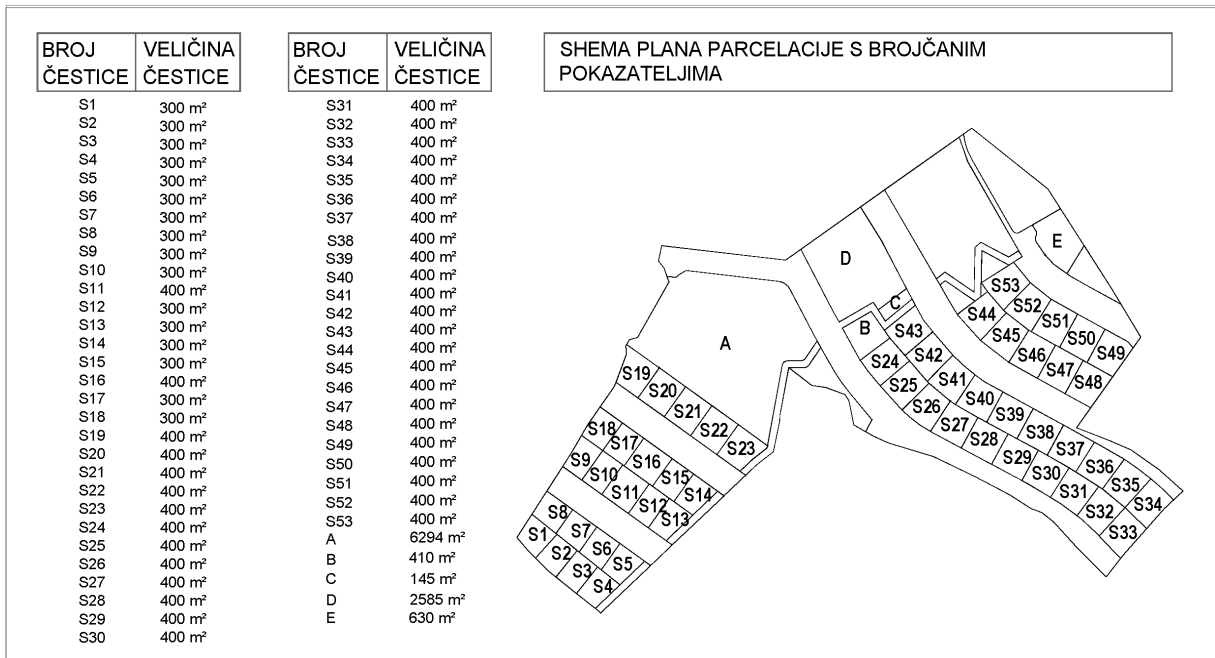 BROJ ČESTICE VELIČINA ČESTICE
S1 300 m²
S2 300 m²
S3 300 m²
S4 300 m²
S5 300 m²
S6 300 m²
S7 300 m²
S8 300 m²
S9 300 m²
S10 300 m²
S11 400 m²
S12 300 m²
S13 300 m²
S14 300 m²
S15 300 m²
S16 400 m²
S17 300 m²
S18 300 m²
S19 400 m²
S20 400 m²
S21 400 m²
S22 400 m²
S23 400 m²
S24 400 m²
S25 400 m²
S26 400 m²
S27 400 m²
S28 400 m²
S29 400 m²
S30 400 m²
BROJ ČESTICE VELIČINA ČESTICE
S31 400 m²
S32 400 m²
S33 400 m²
S34 400 m²
S35 400 m²
S36 400 m²
S37 400 m²
S38 400 m²
S39 400 m²
S40 400 m²
S41 400 m²
S42 400 m²
S43 400 m²
S44 400 m²
S45 400 m²
S46 400 m²
S47 400 m²
S48 400 m²
S49 400 m²
S50 400 m²
S51 400 m²
S52 400 m²
S53 400 m²
A 6294 m²
B 410 m²
C 145 m²
D 2585 m²
E 630 m²
SHEMA PLANA PARCELACIJE S BROJČANIM
POKAZATELJIMA
E
D
S53
C
S52
S44
S51
B
S43
S45
S50
A
S24
S42
S46
S49
S19
S25
S41
S47
S48
S20
S26
S40
S21
S27
S39
S22
S28
S38
S23
S29
S37
S18
S17
S30
S36
S9
S10
S16
S31
S35
S15
S32
S34
S11
S14
S33
S12
S13
S8
S1
S7
S2
S6
S3
S5
S4